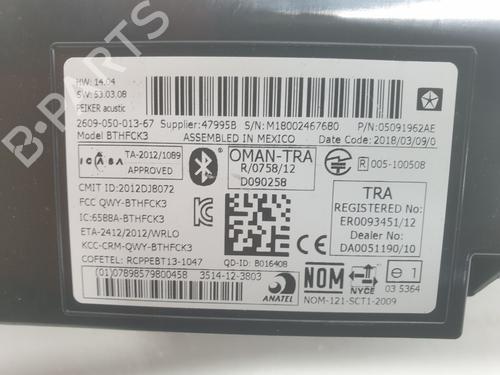 HW: 14.04
SW: 53.03.08
PEIKER acustic
2609-050-013-67 Supplier:47995B S/N:M18002467680 P/N:05091962AE
Model BTHFCK3 ASSEMBLED IN MEXICO Date Code:2018/03/09/0
ICASA
TA-2012/1089
APPROVED
OMAN-TRA
R/0758/12
D090258
R 005-100508
CMIT ID:2012DJ8072
FCC QWY-BTHFCK3
IC:65BBA-BTHFCK3
ETA-2412/2012/WRLO
KCC-CRM-QWY-BTHFCK3
TRA
REGISTERED No:
ER0093451/12
Dealer No:
DA0051190/10
COFETEL: RCPPEBT13-1047 QD-ID: B016408
(01)07898579800458 3514-12-3803
ANATEL
NOM
NYCE
NOM-121-SCT1-2009
e1
03 5364
B-PARTS